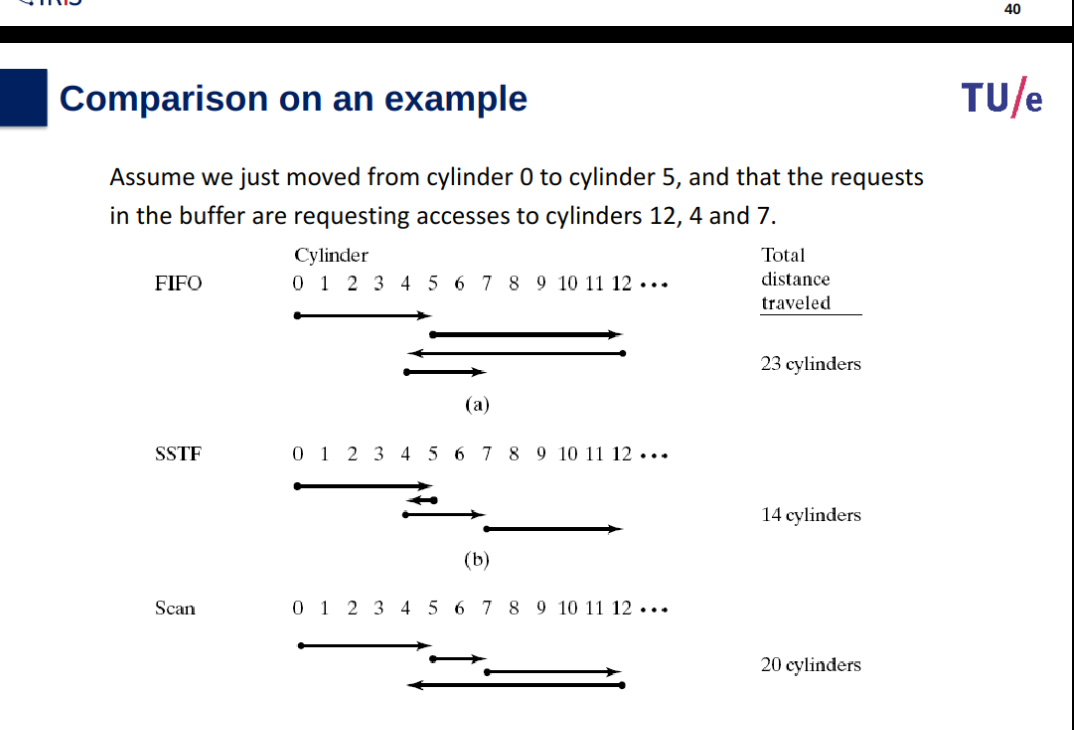 40
Comparison on an example
TU/e
Assume we just moved from cylinder 0 to cylinder 5, and that the requests
in the buffer are requesting accesses to cylinders 12, 4 and 7.
Cylinder
Total
distance
traveled
FIFO 0 1 2 3 4 5 6 7 8 9 10 11 12 •••
23 cylinders
(a)
SSTF 0 1 2 3 4 5 6 7 8 9 10 11 12 •••
14 cylinders
(b)
Scan 0 1 2 3 4 5 6 7 8 9 10 11 12 •••
20 cylinders